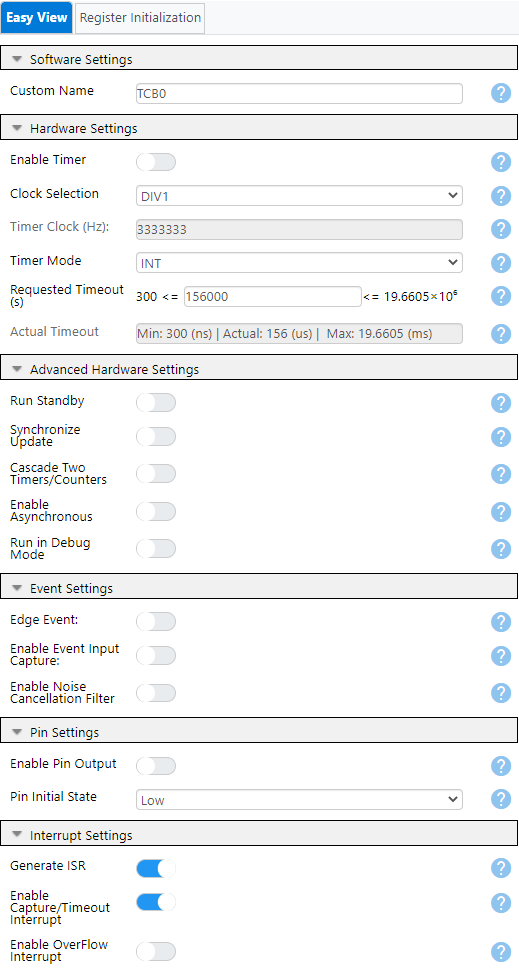 Easy View Register Initialization
Software Settings
Custom Name TCB0 ?
Hardware Settings
Enable Timer ?
Clock Selection DIV1 ?
Timer Clock (Hz): 3333333 ?
Timer Mode INT ?
Requested Timeout
(s) 300 <= 156000 <= 19.6605×10⁶ ?
Actual Timeout Min: 300 (ns) | Actual: 156 (us) | Max: 19.6605 (ms) ?
Advanced Hardware Settings
Run Standby ?
Synchronize
Update ?
Cascade Two
Timers/Counters ?
Enable
Asynchronous ?
Run in Debug
Mode ?
Event Settings
Edge Event: ?
Enable Event Input
Capture: ?
Enable Noise
Cancellation Filter ?
Pin Settings
Enable Pin Output ?
Pin Initial State Low ?
Interrupt Settings
Generate ISR ?
Enable
Capture/Timeout
Interrupt ?
Enable OverFlow
Interrupt ?